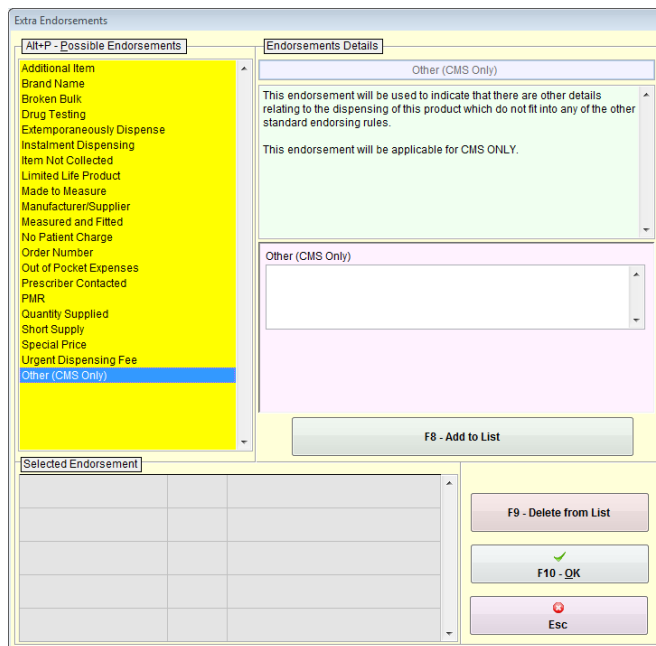 Extra Endorsements
Alt+P - Possible Endorsements
Additional Item
Brand Name
Broken Bulk
Drug Testing
Extemporaneously Dispense
Instalment Dispensing
Item Not Collected
Limited Life Product
Made to Measure
Manufacturer/Supplier
Measured and Fitted
No Patient Charge
Order Number
Out of Pocket Expenses
Prescriber Contacted
PMR
Quantity Supplied
Short Supply
Special Price
Urgent Dispensing Fee
Other (CMS Only)
Endorsements Details
Other (CMS Only)
This endorsement will be used to indicate that there are other details
relating to the dispensing of this product which do not fit into any of the other
standard endorsing rules.
This endorsement will be applicable for CMS ONLY.
Other (CMS Only)
F8 - Add to List
Selected Endorsement
F9 - Delete from List
F10 - OK
Esc